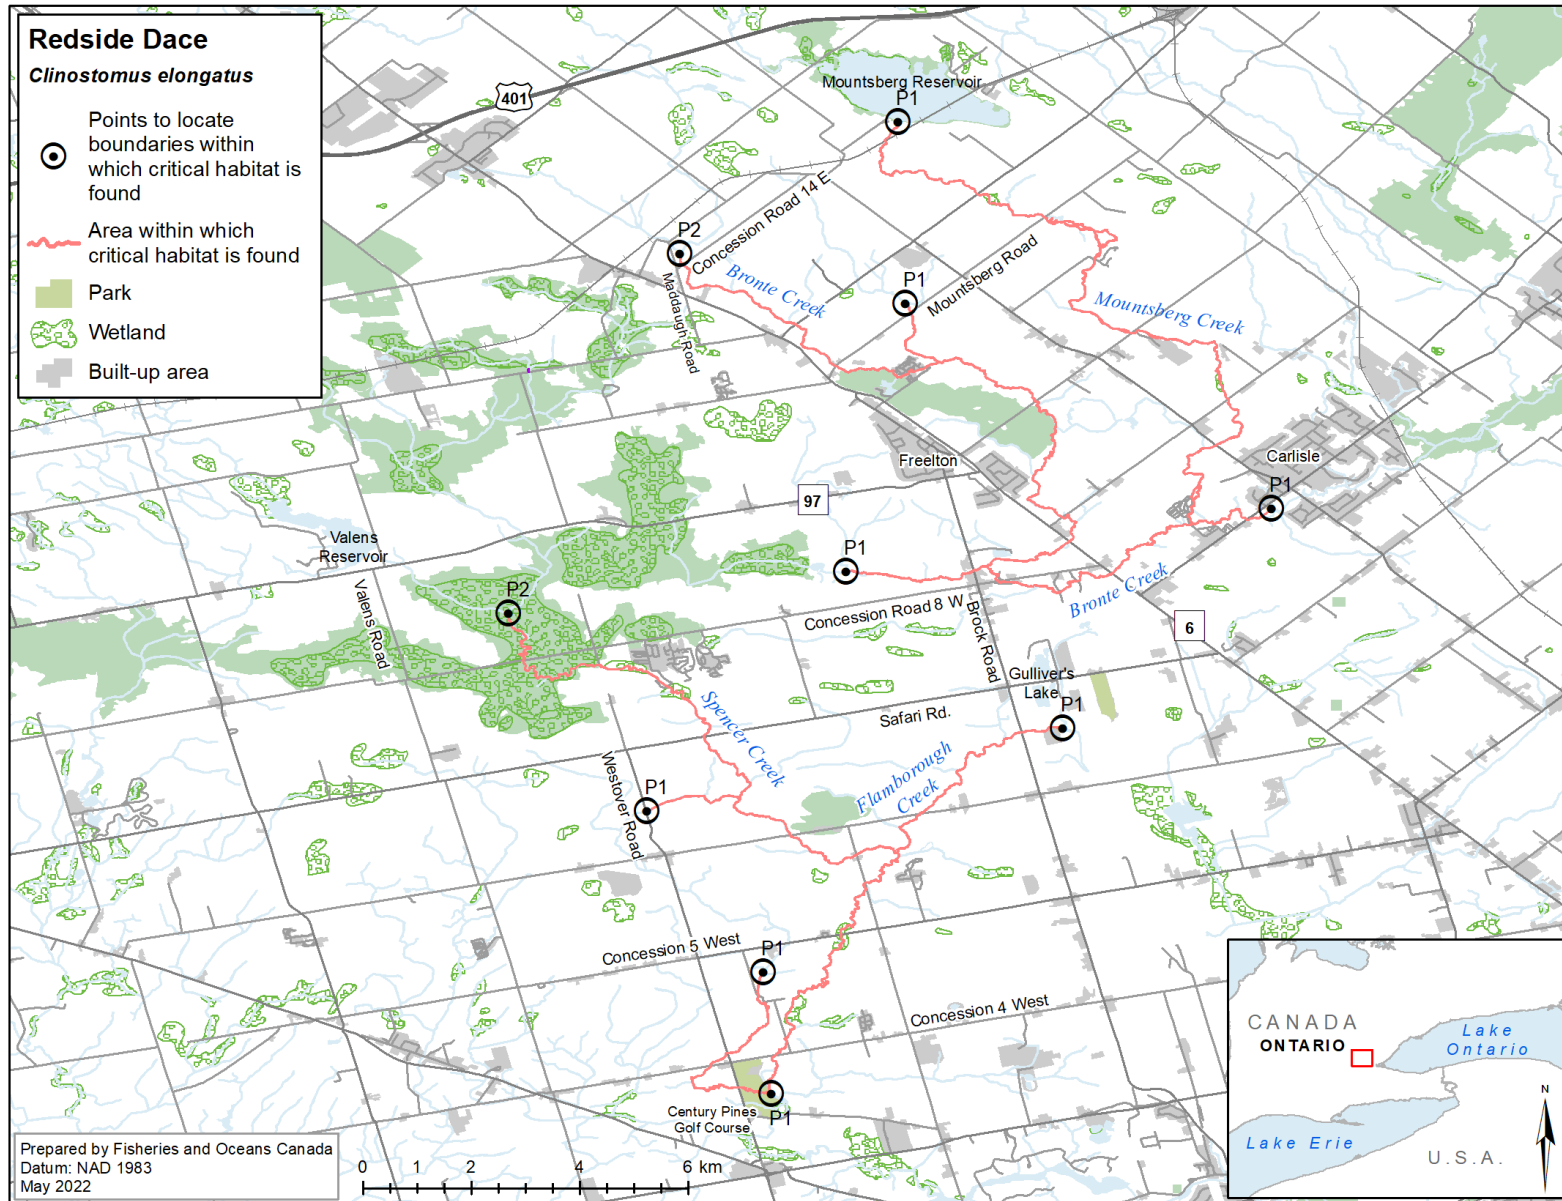 Redside Dace
Clinostomus elongatus
Points to locate
boundaries within
which critical habitat is
found
Area within which
critical habitat is found
Park
Wetland
Built-up area
401
Mountsberg Reservoir
P1
P2
Concession Road 14 E
Maddaugh Road
Bronte Creek
P1
Mountsberg Road
Mountsberg Creek
Freelton
Carlisle
P1
97
Valens
Reservoir
P1
P2
Valens Road
Concession Road 8 W
Brock Road
Bronte Creek
6
Gulliver's
Lake
P1
Safari Rd.
Spencer Creek
Flamborough
Creek
Westover Road
P1
Concession 5 West
P1
Concession 4 West
Century Pines
Golf Course
P1
CANADA
ONTARIO
Lake
Ontario
Lake Erie
U.S.A.
N
Prepared by Fisheries and Oceans Canada
Datum: NAD 1983
May 2022
0 1 2 4 6 km